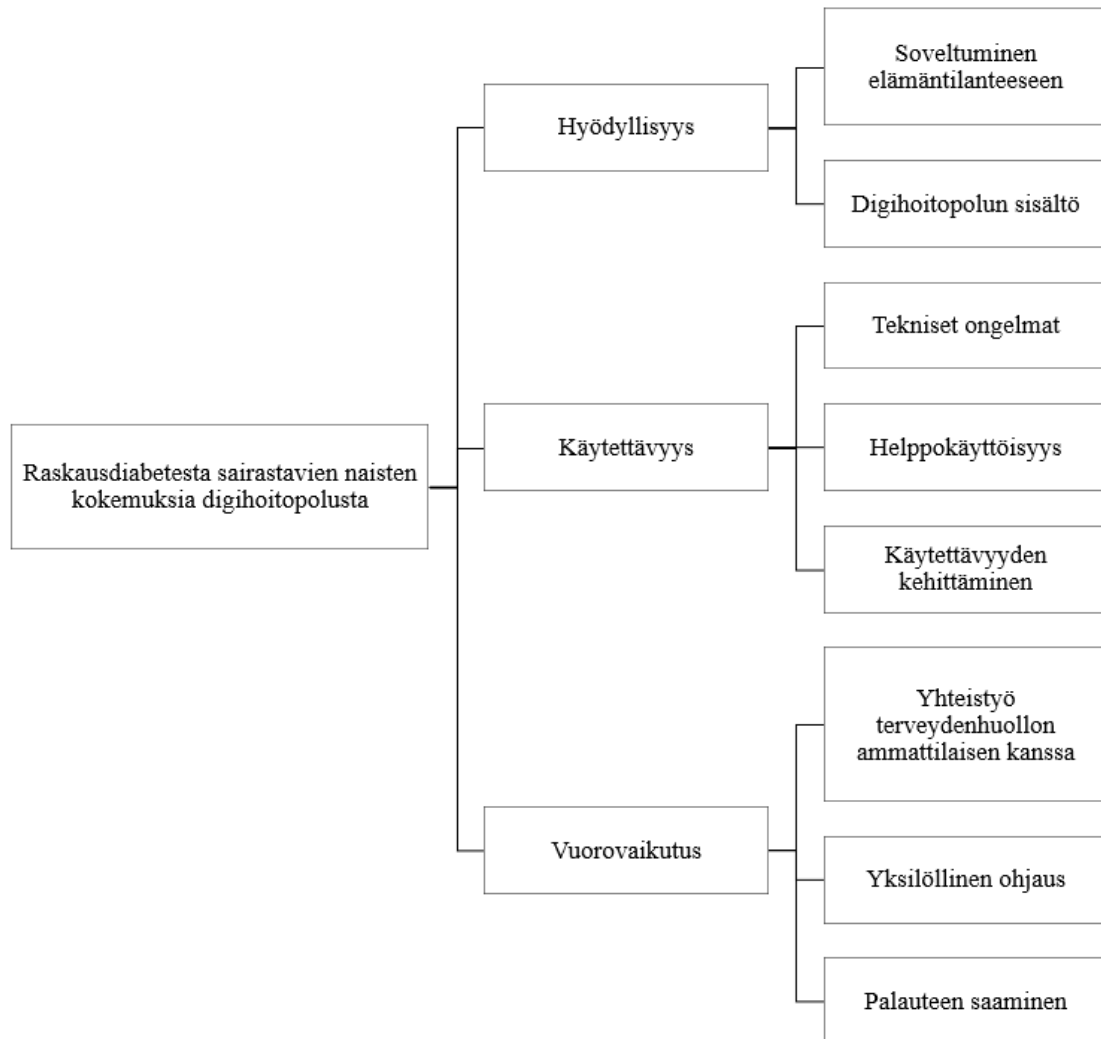 Raskausdiabetesta sairastavien naisten
kokemuksia digihoitopolusta
Hyödyllisyys
Soveltuminen
elämäntilanteeseen
Digihoitopolun sisältö
Käytettävyys
Tekniset ongelmat
Helppokäyttöisyys
Käytettävyyden
kehittäminen
Vuorovaikutus
Yhteistyö
terveydenhuollon
ammattilaisen kanssa
Yksilöllinen ohjaus
Palauteen saaminen